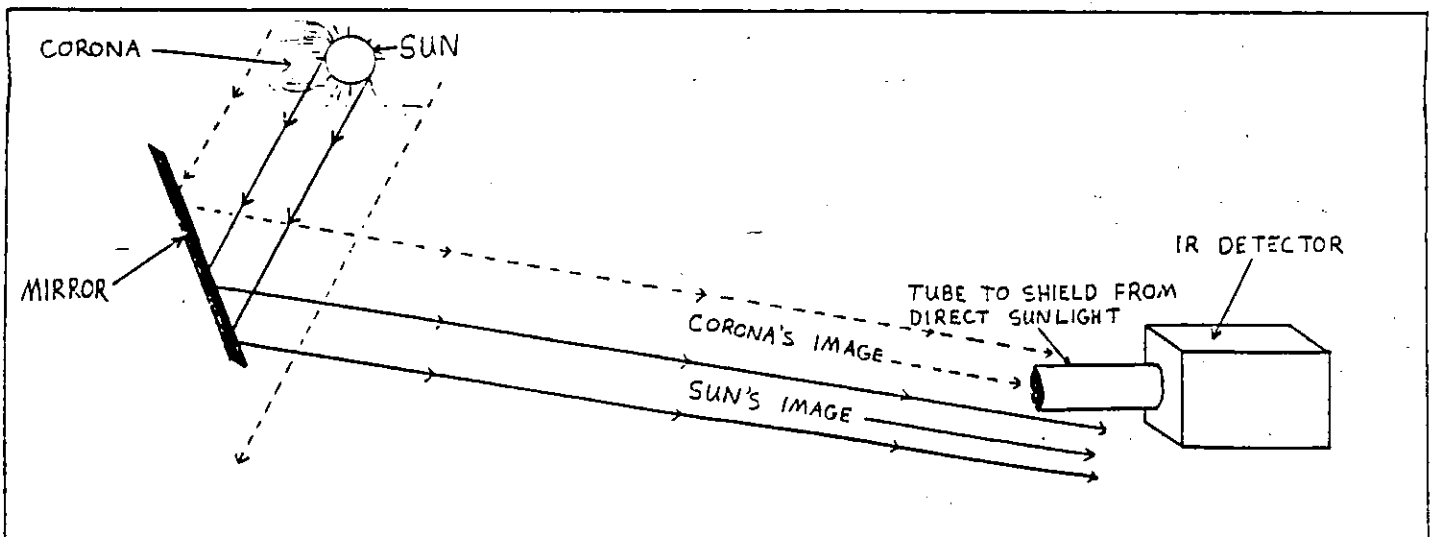 CORONA
SUN
MIRROR
IR DETECTOR
TUBE TO SHIELD FROM
DIRECT SUNLIGHT
CORONA'S IMAGE
SUN'S IMAGE